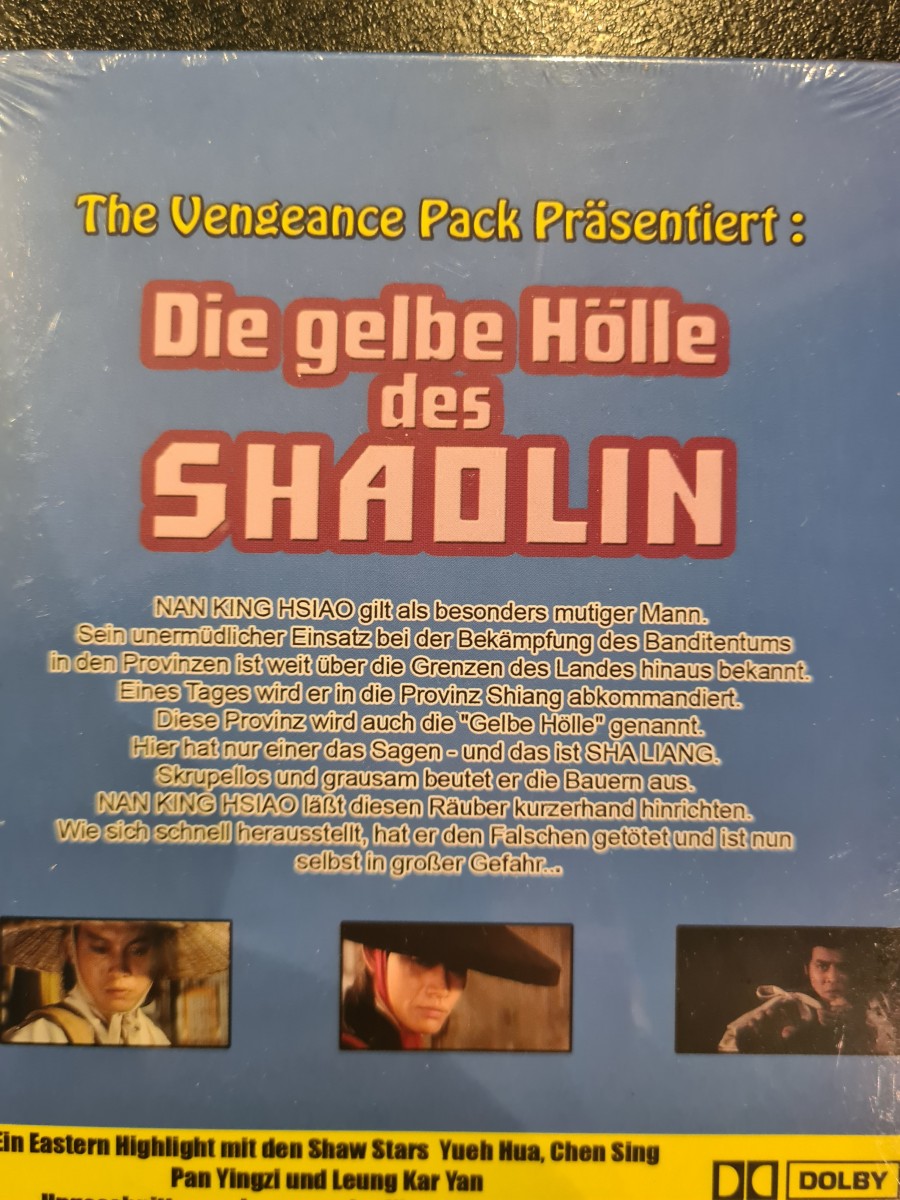 The Vengeance Pack Präsentiert :
Die gelbe Hölle
des
SHAOLIN
NAN KING HSIAO gilt als besonders mutiger Mann.
Sein unermüdlicher Einsatz bei der Bekämpfung des Banditentums
in den Provinzen ist weit über die Grenzen des Landes hinaus bekannt.
Eines Tages wird er in die Provinz Shiang abkommandiert.
Diese Provinz wird auch die "Gelbe Hölle" genannt.
Hier hat nur einer das Sagen - und das ist SHA LIANG.
Skrupellos und grausam beutet er die Bauern aus.
NAN KING HSIAO läßt diesen Räuber kurzerhand hinrichten.
Wie sich schnell herausstellt, hat er den Falschen getötet und ist nun
selbst in großer Gefahr...
Ein Eastern Highlight mit den Shaw Stars Yueh Hua, Chen Sing
Pan Yingzi und Leung Kar Yan
DOLBY